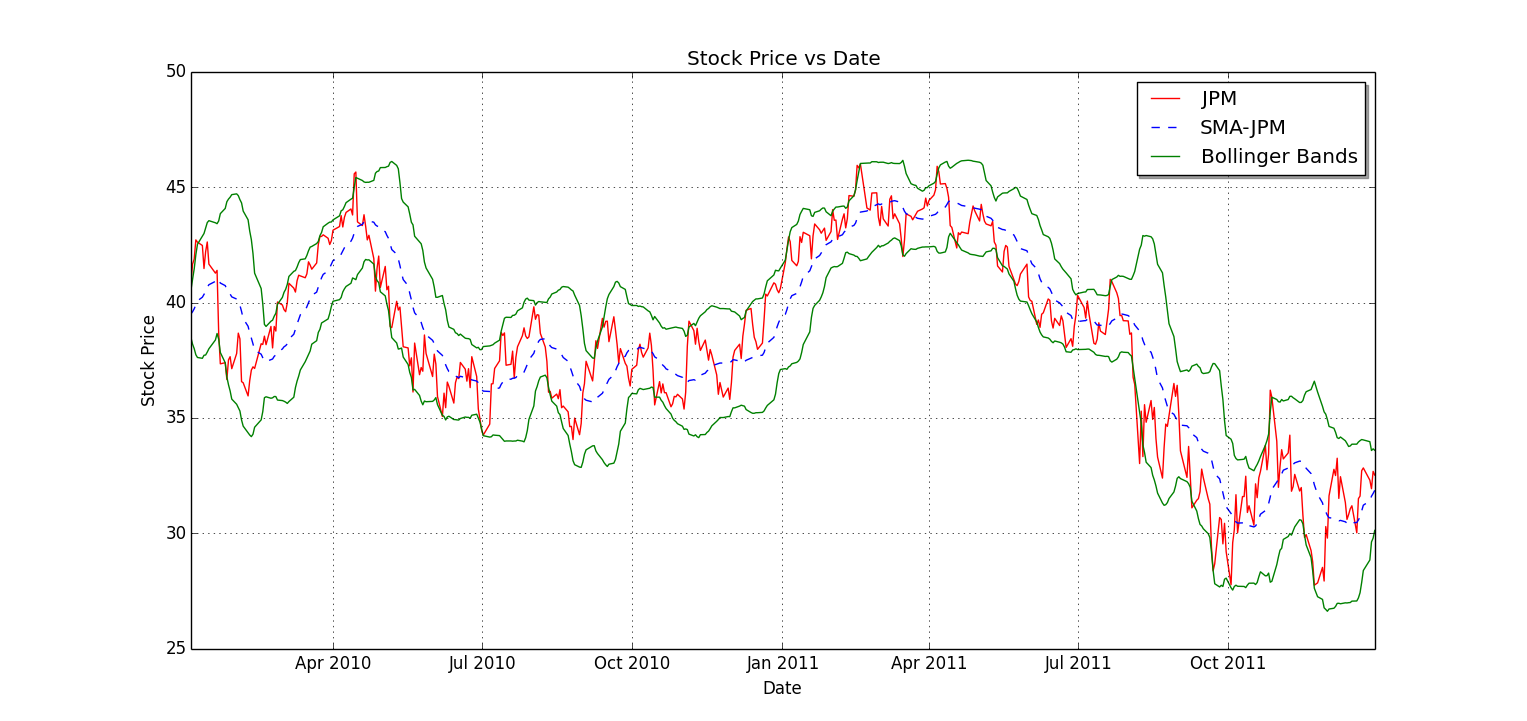 Stock Price vs Date
50
45
40
35
30
25
Stock Price
JPM
SMA-JPM
Bollinger Bands
Apr 2010 Jul 2010 Oct 2010 Jan 2011 Apr 2011 Jul 2011 Oct 2011
Date